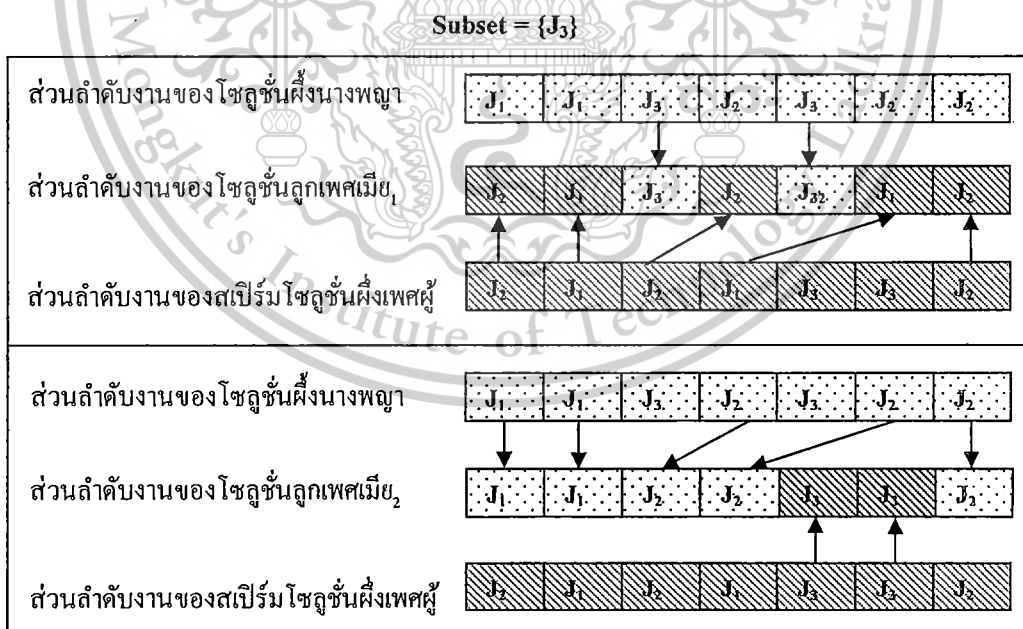 Subset = {J₃}
ส่วนลำดับงานของโซลูชั่นผึ้งนางพญา J₁ J₁ J₃ J₂ J₃ J₂ J₂
ส่วนลำดับงานของโซลูชั่นลูกเพศเมีย₁ J₂ J₁ J₃ J₂ J₃₂ J₁ J₂
ส่วนลำดับงานของสเปิร์มโซลูชั่นผึ้งเพศผู้ J₂ J₁ J₂ J₁ J₃ J₃ J₂
ส่วนลำดับงานของโซลูชั่นผึ้งนางพญา J₁ J₁ J₃ J₂ J₃ J₂ J₂
ส่วนลำดับงานของโซลูชั่นลูกเพศเมีย₂ J₁ J₁ J₂ J₂ J₃ J₃ J₂
ส่วนลำดับงานของสเปิร์มโซลูชั่นผึ้งเพศผู้ J₂ J₁ J₂ J₁ J₃ J₃ J₂
Mongkut's Institute of Technology